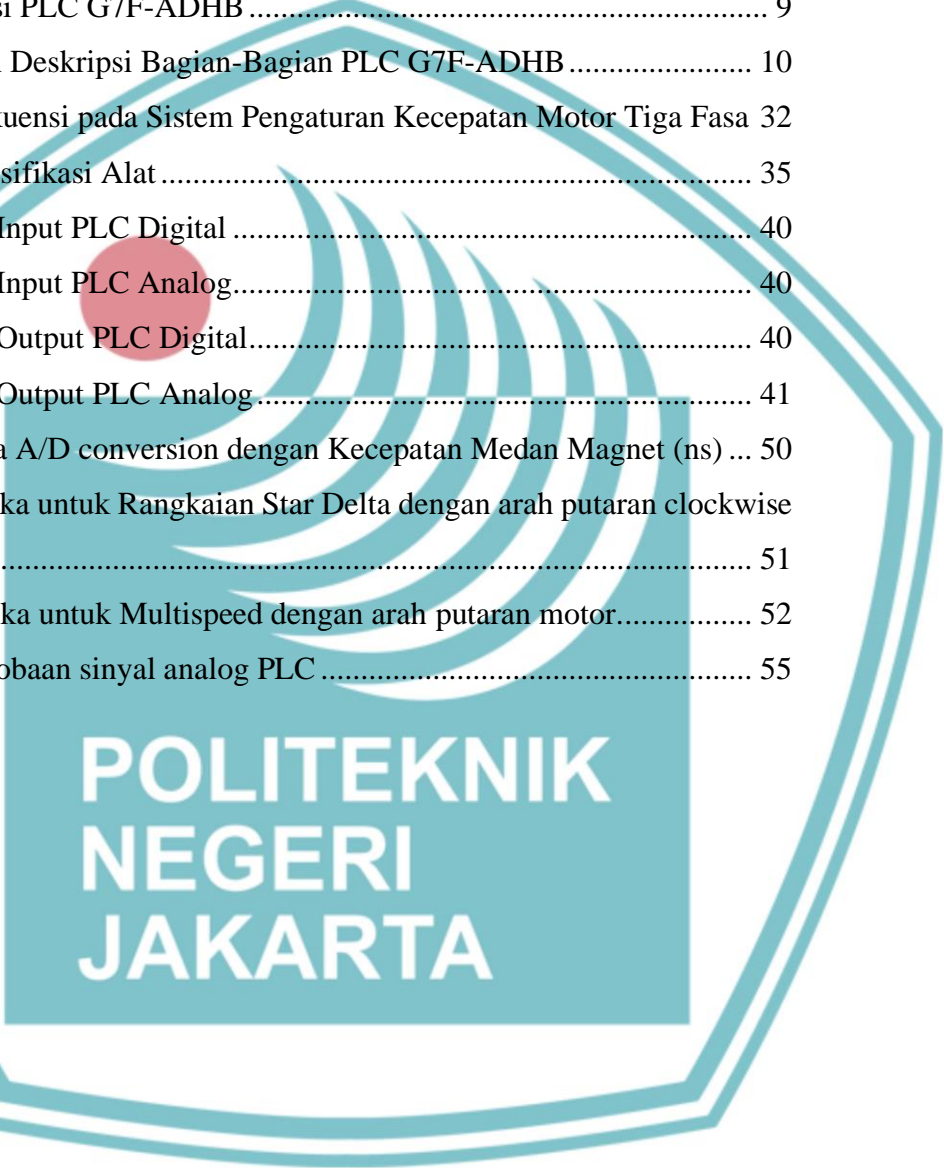 si PLC G7F-ADHB ................................................................ 9
Deskripsi Bagian-Bagian PLC G7F-ADHB ....................... 10
kuensi pada Sistem Pengaturan Kecepatan Motor Tiga Fasa 32
sifikasi Alat .......................................................................... 35
Input PLC Digital ................................................................. 40
Input PLC Analog................................................................. 40
Output PLC Digital............................................................... 40
Output PLC Analog .............................................................. 41
a A/D conversion dengan Kecepatan Medan Magnet (ns) ... 50
ka untuk Rangkaian Star Delta dengan arah putaran clockwise
.............................................................................................. 51
ka untuk Multispeed dengan arah putaran motor................. 52
obaan sinyal analog PLC ...................................................... 55
POLITEKNIK
NEGERI
JAKARTA